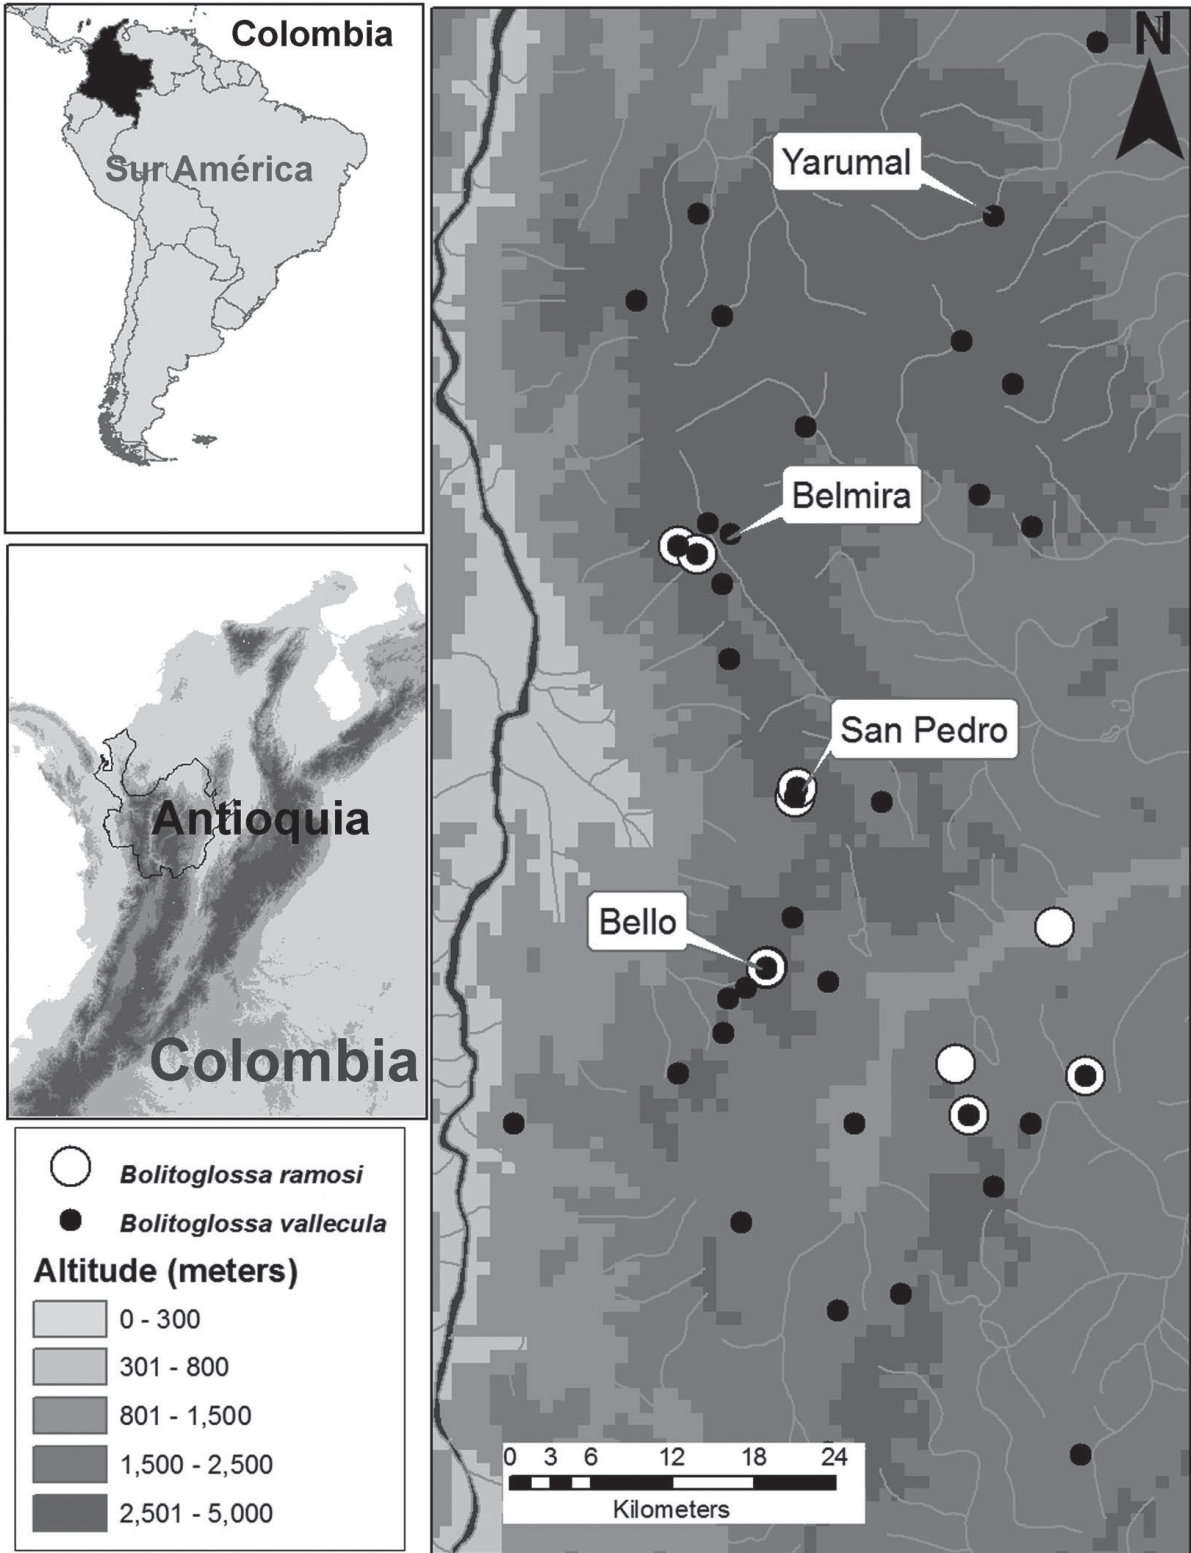 Colombia
Sur América
Antioquia
Colombia
Bolitoglossa ramosi
Bolitoglossa vallecula
Altitude (meters)
0 - 300
301 - 800
801 - 1,500
1,500 - 2,500
2,501 - 5,000
N
Yarumal
Belmira
San Pedro
Bello
0 3 6 12 18 24
Kilometers